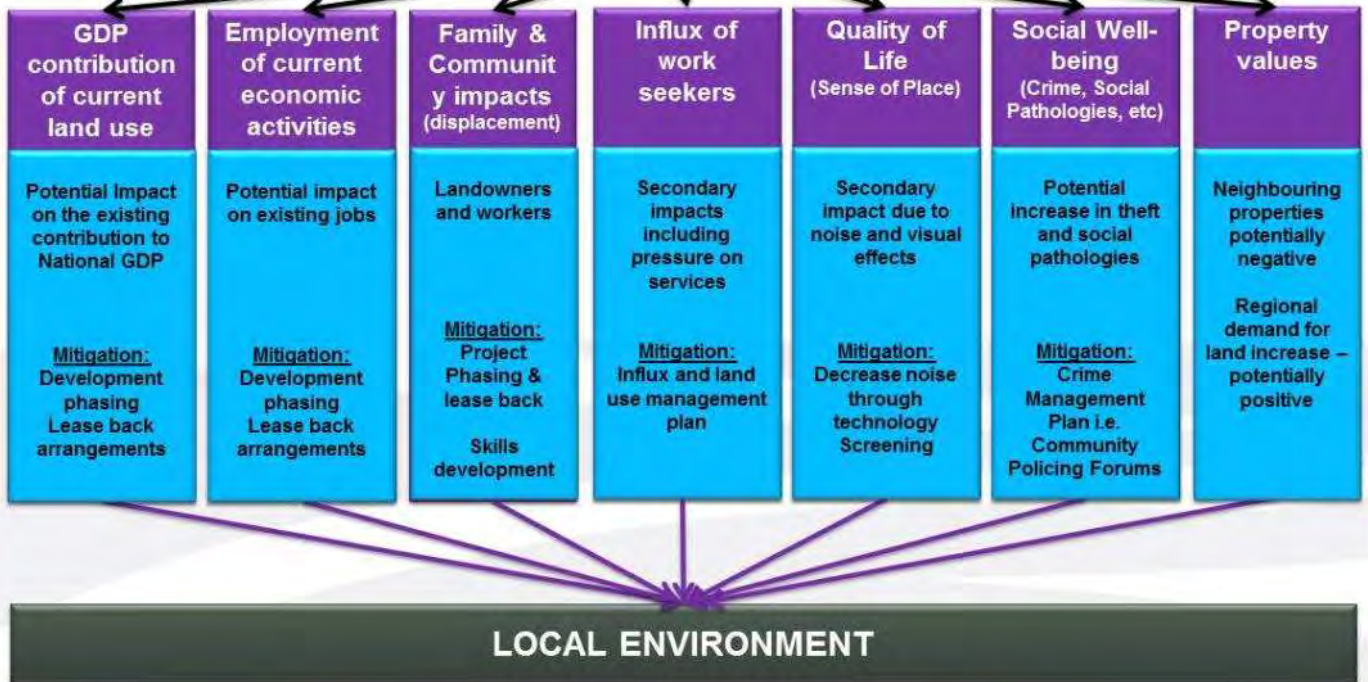 GDP
contribution
of current
land use
Potential Impact
on the existing
contribution to
National GDP
Mitigation:
Development
phasing
Lease back
arrangements
Employment
of current
economic
activities
Potential impact
on existing jobs
Mitigation:
Development
phasing
Lease back
arrangements
Family &
Communit
y impacts
(displacement)
Landowners
and workers
Mitigation:
Project
Phasing &
lease back
Skills
development
Influx of
work
seekers
Secondary
impacts
including
pressure on
services
Mitigation:
Influx and land
use management
plan
Quality of
Life
(Sense of Place)
Secondary
impact due to
noise and visual
effects
Mitigation:
Decrease noise
through
technology
Screening
Social Well-
being
(Crime, Social
Pathologies, etc)
Potential
increase in theft
and social
pathologies
Mitigation:
Crime
Management
Plan i.e.
Community
Policing Forums
Property
values
Neighbouring
properties
potentially
negative
Regional
demand for
land increase –
potentially
positive
LOCAL ENVIRONMENT